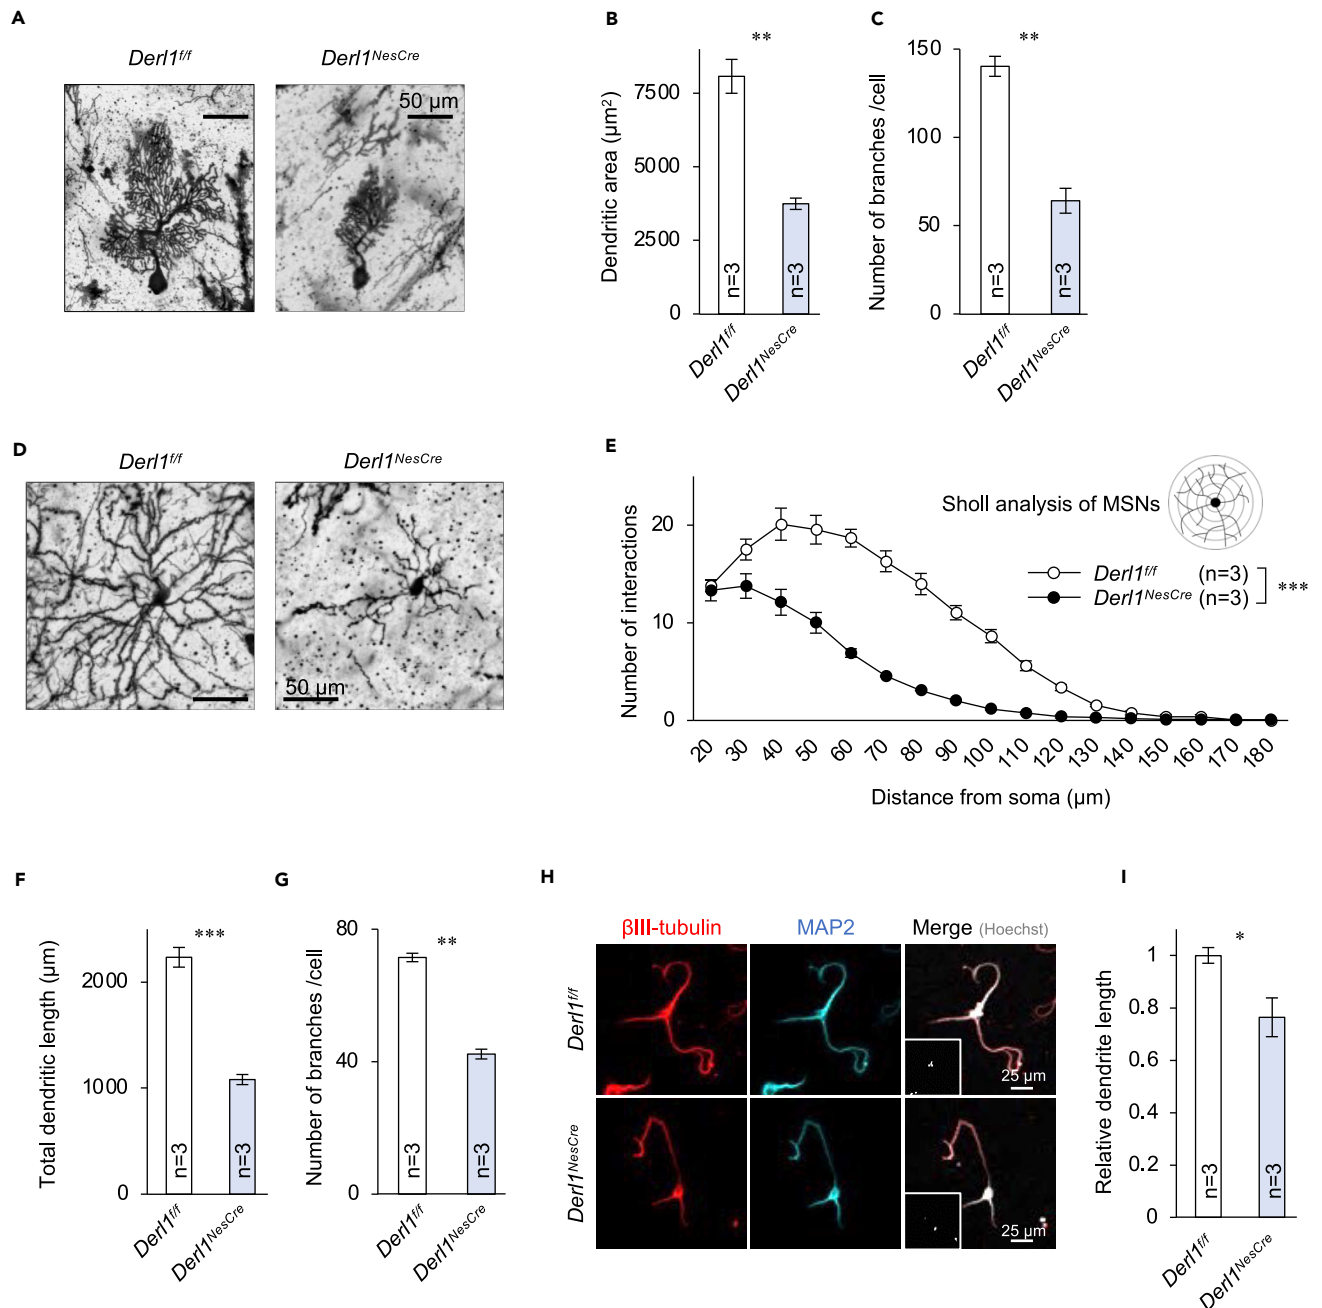 A
Derl1f/f
Derl1NesCre
50 μm
B
**
Dendritic area (μm2)
7500
5000
2500
0
n=3
n=3
Derl1f/f
Derl1NesCre
C
**
Number of branches /cell
150
100
50
0
n=3
n=3
Derl1f/f
Derl1NesCre
D
Derl1f/f
Derl1NesCre
50 μm
E
Sholl analysis of MSNs
Derl1f/f (n=3)
Derl1NesCre (n=3)
***
Number of interactions
20
10
0
20 30 40 50 60 70 80 90 100 110 120 130 140 150 160 170 180
Distance from soma (μm)
F
***
Total dendritic length (μm)
2000
1000
0
n=3
n=3
Derl1f/f
Derl1NesCre
G
**
Number of branches /cell
80
40
0
n=3
n=3
Derl1f/f
Derl1NesCre
H
βIII-tubulin
MAP2
Merge (Hoechst)
Derl1f/f
25 μm
Derl1NesCre
25 μm
I
*
Relative dendrite length
1
0.8
0.6
0.4
0.2
0
n=3
n=3
Derl1f/f
Derl1NesCre